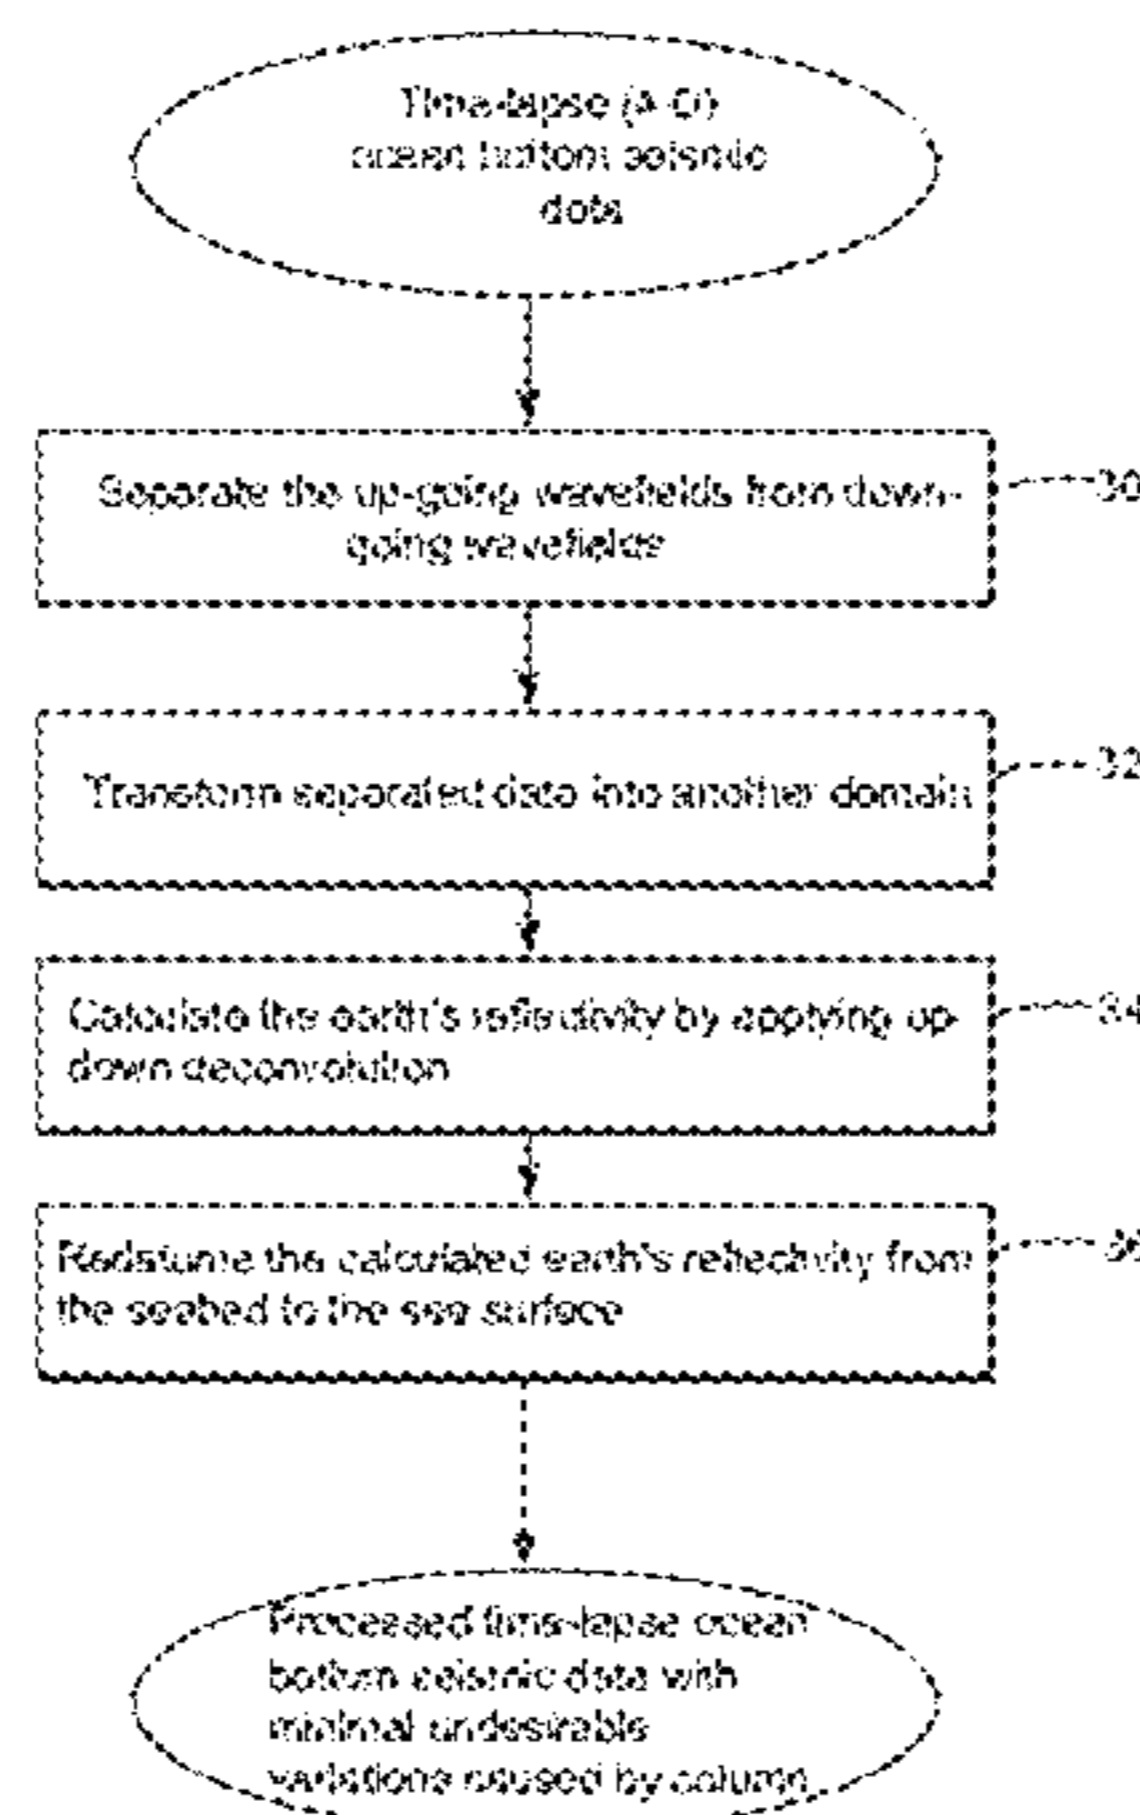 Time-lapse (4-D)
ocean bottom seismic
data
Separate the up-going wavefields from down-
going wavefields
30
Transform separated data into another domain
32
Calculate the earth's reflectivity by applying up-
down deconvolution
34
Redatume the calculated earth's reflectivity from
the seabed to the sea surface
Processed time-lapse ocean
bottom seismic data with
minimal undesirable
variations caused by column